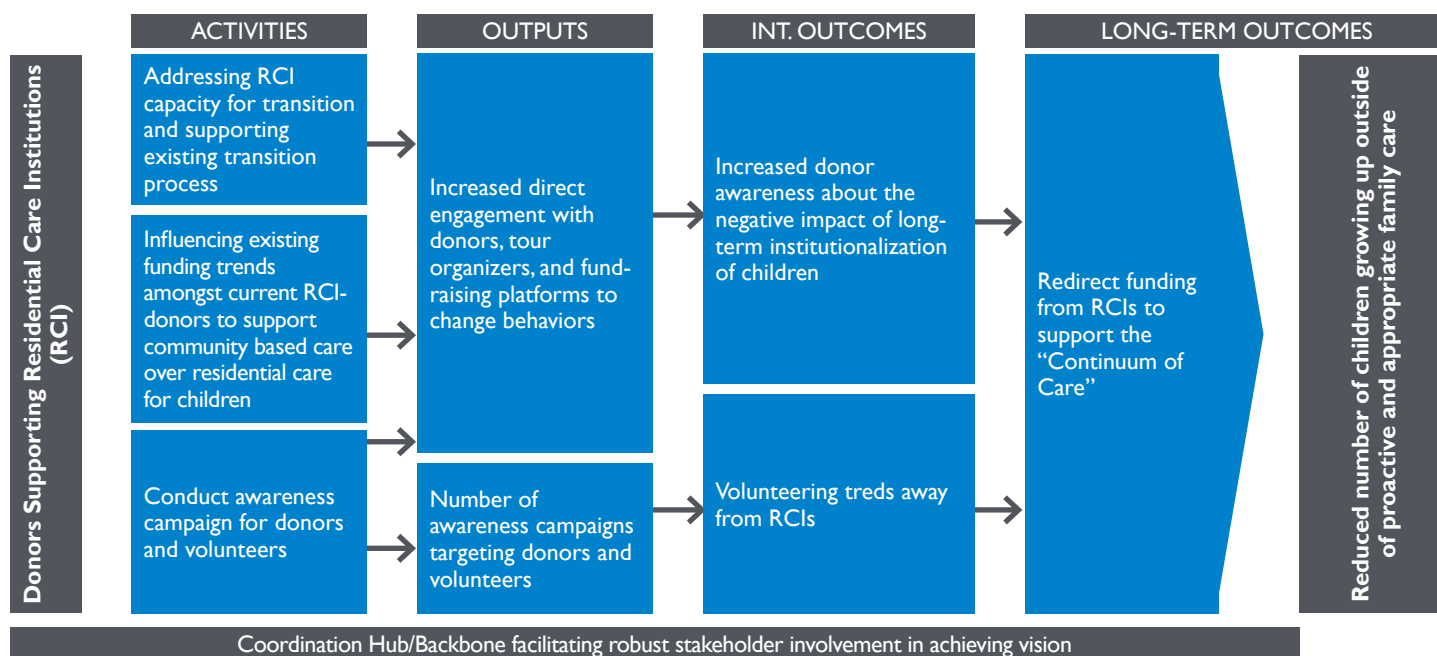 ACTIVITIES
OUTPUTS
INT. OUTCOMES
LONG-TERM OUTCOMES
Donors Supporting Residential Care Institutions
(RCI)
Addressing RCI
capacity for transition
and supporting
existing transition
process
Influencing existing
funding trends
amongst current RCI-
donors to support
community based care
over residential care
for children
Conduct awareness
campaign for donors
and volunteers
Increased direct
engagement with
donors, tour
organizers, and fund-
raising platforms to
change behaviors
Number of
awareness campaigns
targeting donors and
volunteers
Increased donor
awareness about the
negative impact of long-
term institutionalization
of children
Volunteering treds away
from RCIs
Redirect funding
from RCIs to
support the
“Continuum of
Care”
Reduced number of children growing up outside
of proactive and appropriate family care
Coordination Hub/Backbone facilitating robust stakeholder involvement in achieving vision